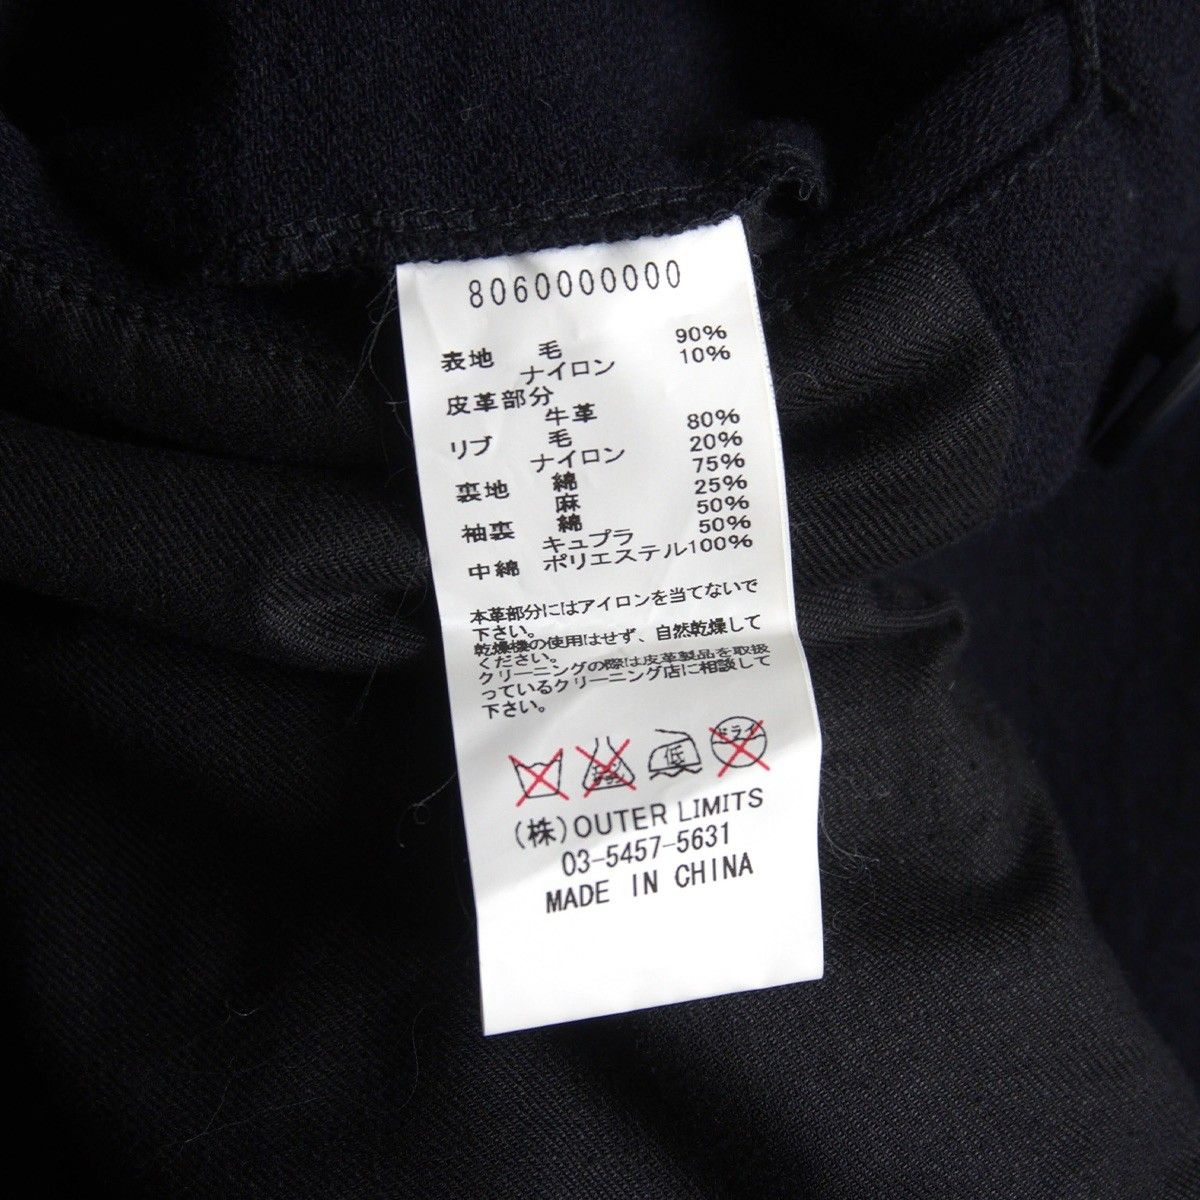 8060000000
表地 毛 90%
ナイロン 10%
皮革部分
牛革
リブ 毛 80%
ナイロン 20%
裏地 綿 75%
麻 25%
袖裏 綿 50%
キュプラ 50%
中綿 ポリエステル100%
本革部分にはアイロンを当てないで
下さい。
乾燥機の使用はせず、自然乾燥して
ください。
クリーニングの際は皮革製品を取扱
っているクリーニング店に相談して
下さい。
低 ドライ
(株)OUTER LIMITS
03-5457-5631
MADE IN CHINA